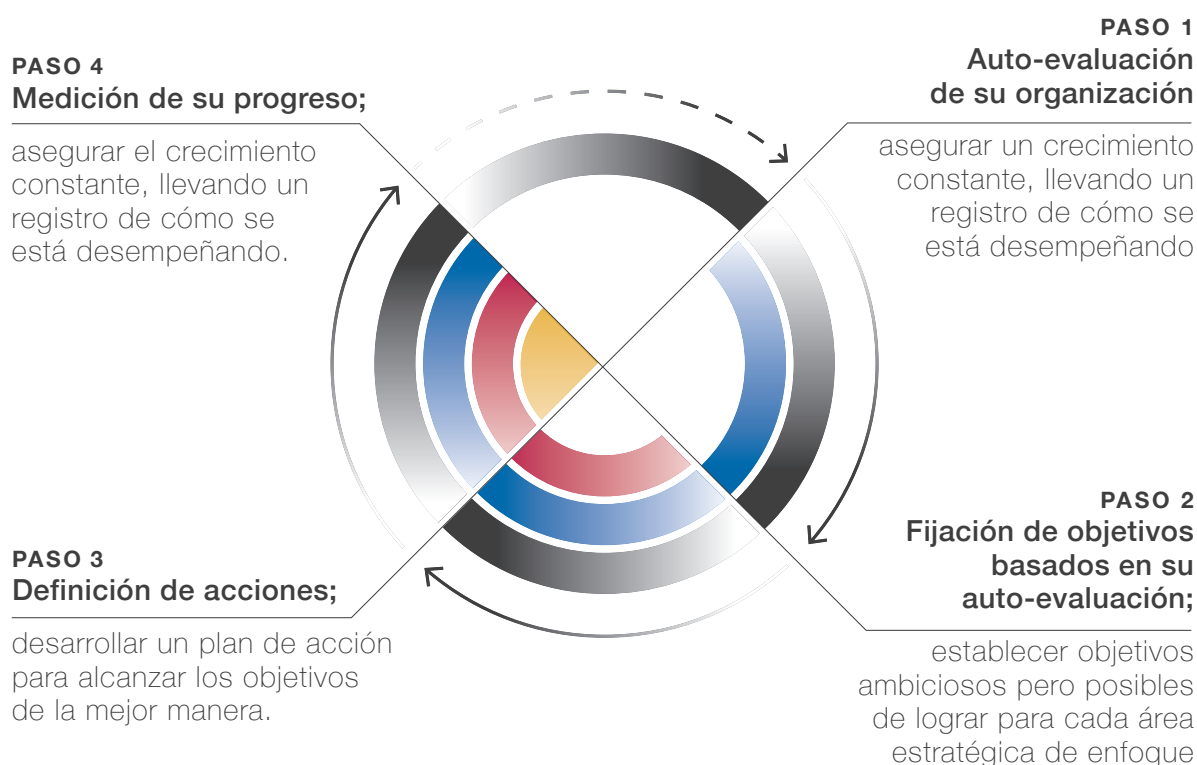 PASO 1
Auto-evaluación
de su organización
asegurar un crecimiento
constante, llevando un
registro de cómo se
está desempeñando
PASO 2
Fijación de objetivos
basados en su
auto-evaluación;
establecer objetivos
ambiciosos pero posibles
de lograr para cada área
estratégica de enfoque
PASO 3
Definición de acciones;
desarrollar un plan de acción
para alcanzar los objetivos
de la mejor manera.
PASO 4
Medición de su progreso;
asegurar el crecimiento
constante, llevando un
registro de cómo se
está desempeñando.